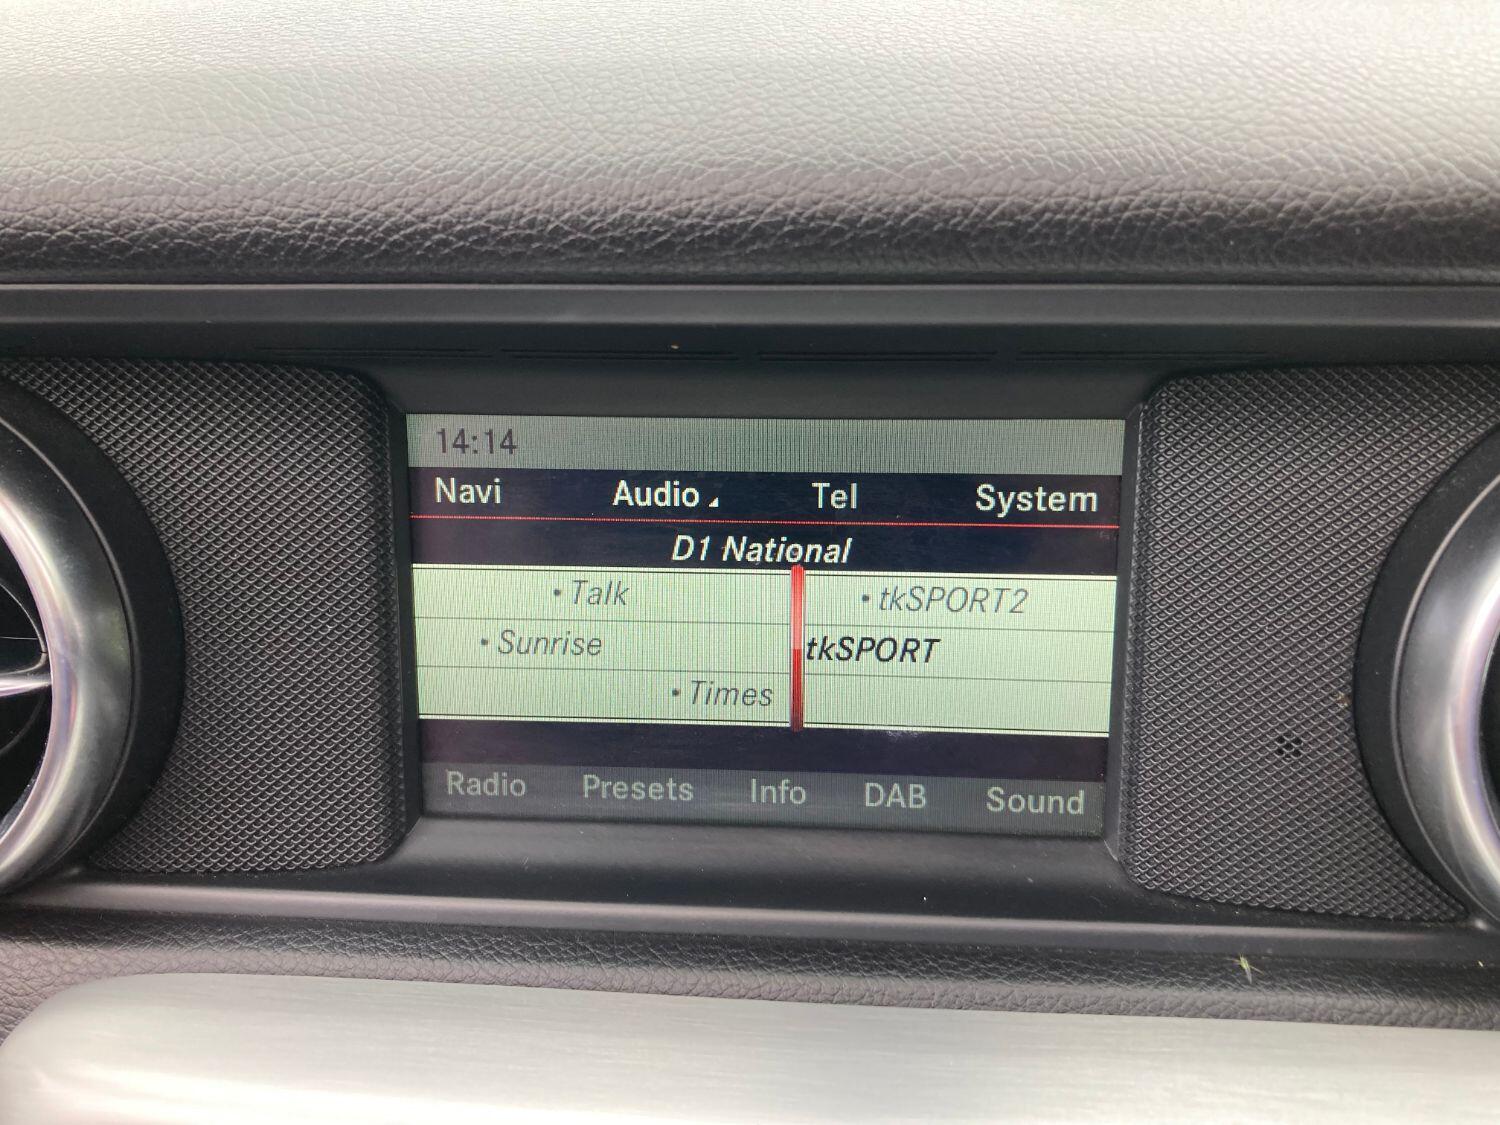 14:14
Navi Audio Tel System
D1 National
• Talk • tkSPORT2
• Sunrise tkSPORT
• Times
Radio Presets Info DAB Sound